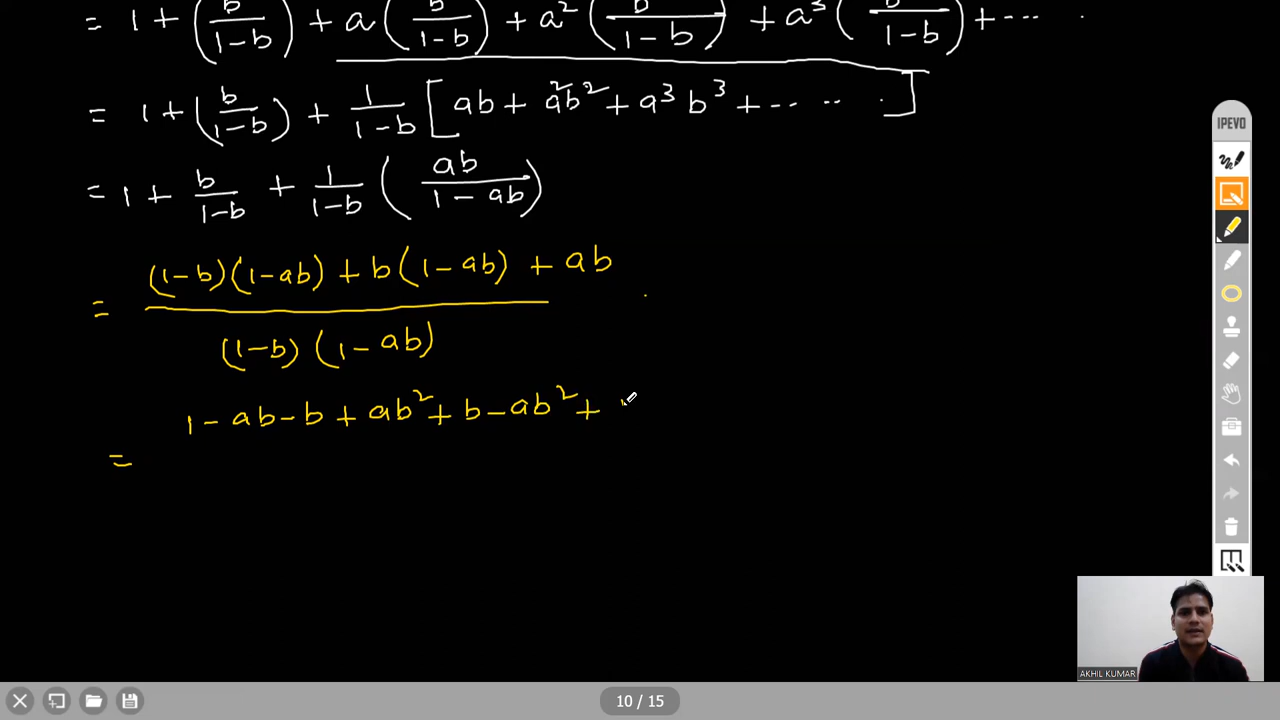 = 1 + (b/(1-b)) + a (b/(1-b)) + a² (b/(1-b)) + a³ (b/(1-b)) + ··· .
= 1 + (b/(1-b)) + 1/(1-b) [ab + a²b² + a³b³ + ···· ·· .]
= 1 + b/(1-b) + 1/(1-b) (ab/(1-ab))
= ((1-b)(1-ab) + b(1-ab) + ab)/((1-b)(1-ab)) .
= 1 - ab - b + ab² + b - ab² +
IPEVO
AKHIL KUMAR
10 / 15